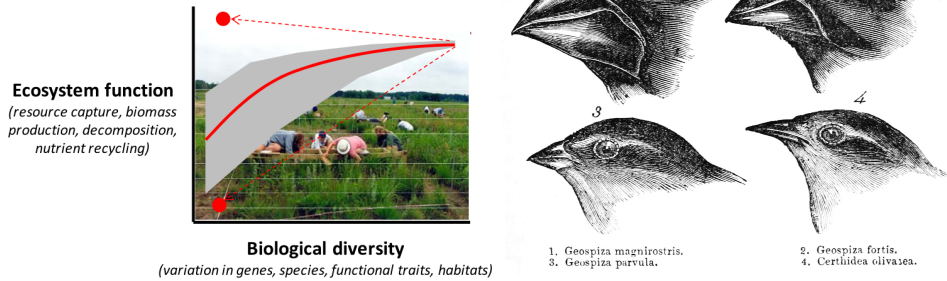 Ecosystem function
(resource capture, biomass
production, decomposition,
nutrient recycling)
Biological diversity
(variation in genes, species, functional traits, habitats)
3
4
1. Geospiza magnirostris.
2. Geospiza fortis.
3. Geospiza parvula.
4. Certhidea olivasea.